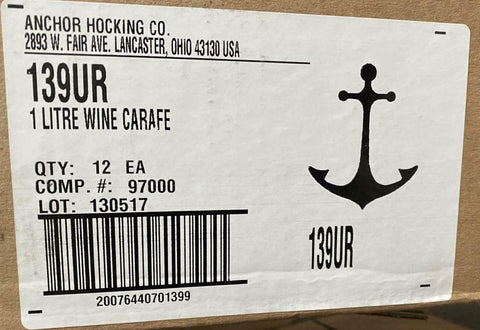 ANCHOR HOCKING CO.
2893 W. FAIR AVE. LANCASTER, OHIO 43130 USA
139UR
1 LITRE WINE CARAFE
QTY: 12 EA
COMP. #: 97000
LOT: 130517
20076440701399
139UR